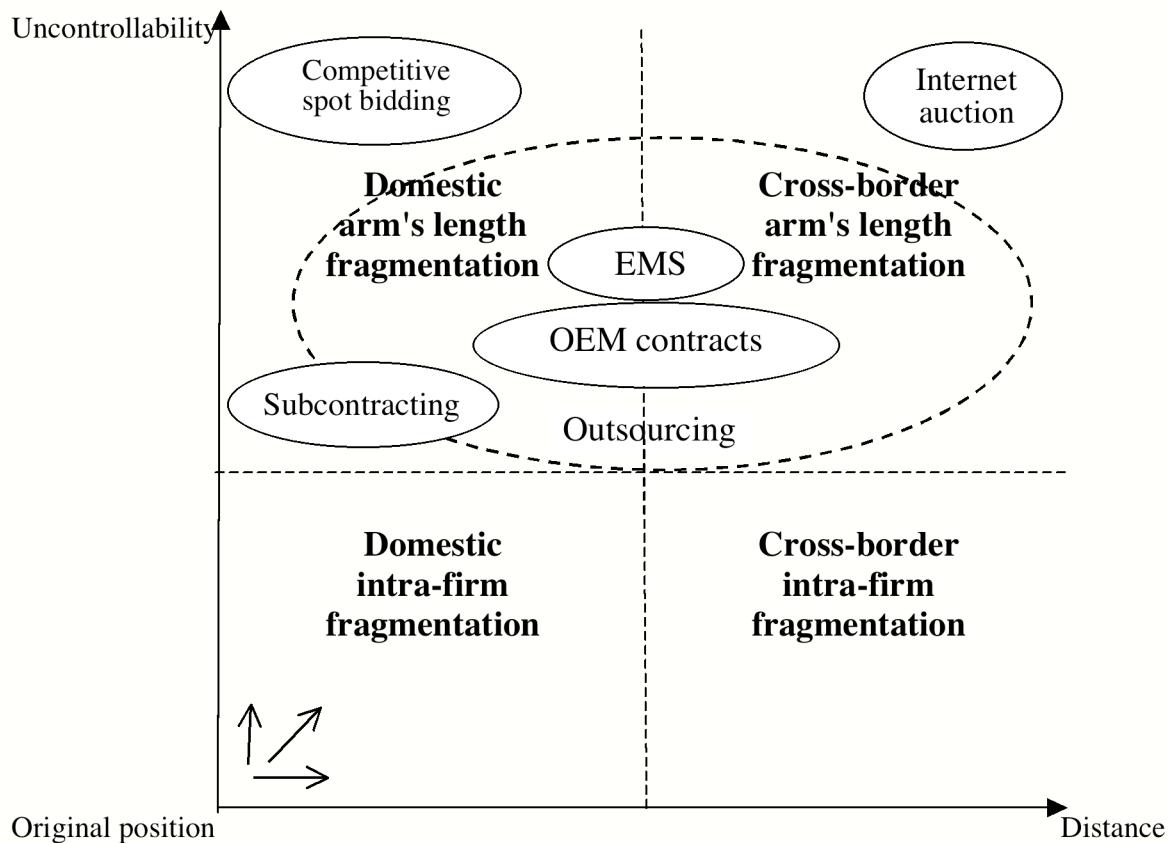 Uncontrollability
Competitive
spot bidding
Internet
auction
Domestic
arm's length
fragmentation
Cross-border
arm's length
fragmentation
EMS
OEM contracts
Subcontracting
Outsourcing
Domestic
intra-firm
fragmentation
Cross-border
intra-firm
fragmentation
Original position
Distance